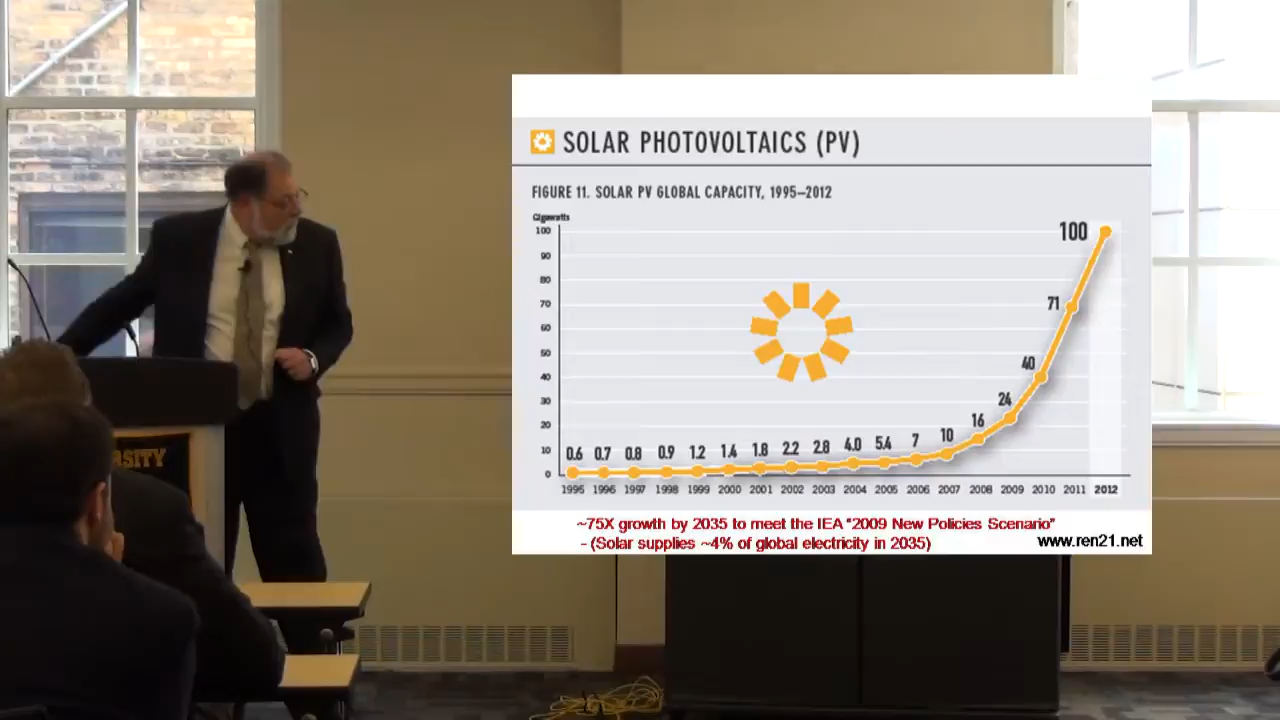 SOLAR PHOTOVOLTAICS (PV)
FIGURE 11. SOLAR PV GLOBAL CAPACITY, 1995–2012
Gigawatts
100
90
80
70
60
50
40
30
20
10
0
0.6 0.7 0.8 0.9 1.2 1.4 1.8 2.2 2.8 4.0 5.4 7 10 16 24 40 71 100
1995 1996 1997 1998 1999 2000 2001 2002 2003 2004 2005 2006 2007 2008 2009 2010 2011 2012
~75X growth by 2035 to meet the IEA "2009 New Policies Scenario"
- (Solar supplies ~4% of global electricity in 2035)
www.ren21.net
RSITY